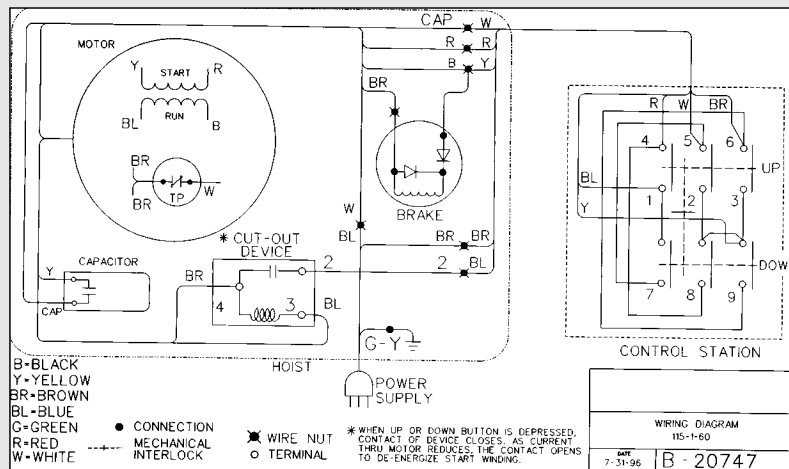 CAP W
R R
B Y
MOTOR
Y START R
BL RUN B
BR
BR
BR W
TP
BRAKE
W
BL
BR BR
2 2 BL
* CUT-OUT
DEVICE
BR
4 3 BL
CAPACITOR
Y
CAP
G-Y
HOIST
POWER
SUPPLY
R W BR
4 5 6
UP
BL
1 2 3
Y
DOW
7 8 9
CONTROL STATION
B=BLACK
Y=YELLOW
BR=BROWN
BL=BLUE
G=GREEN
R=RED
W=WHITE
CONNECTION
MECHANICAL
INTERLOCK
WIRE NUT
TERMINAL
* WHEN UP OR DOWN BUTTON IS DEPRESSED,
CONTACT OF DEVICE CLOSES. AS CURRENT
THRU MOTOR REDUCES, THE CONTACT OPENS
TO DE-ENERGIZE START WINDING.
WIRING DIAGRAM
115-1-60
DATE
7-31-96
B - 20747